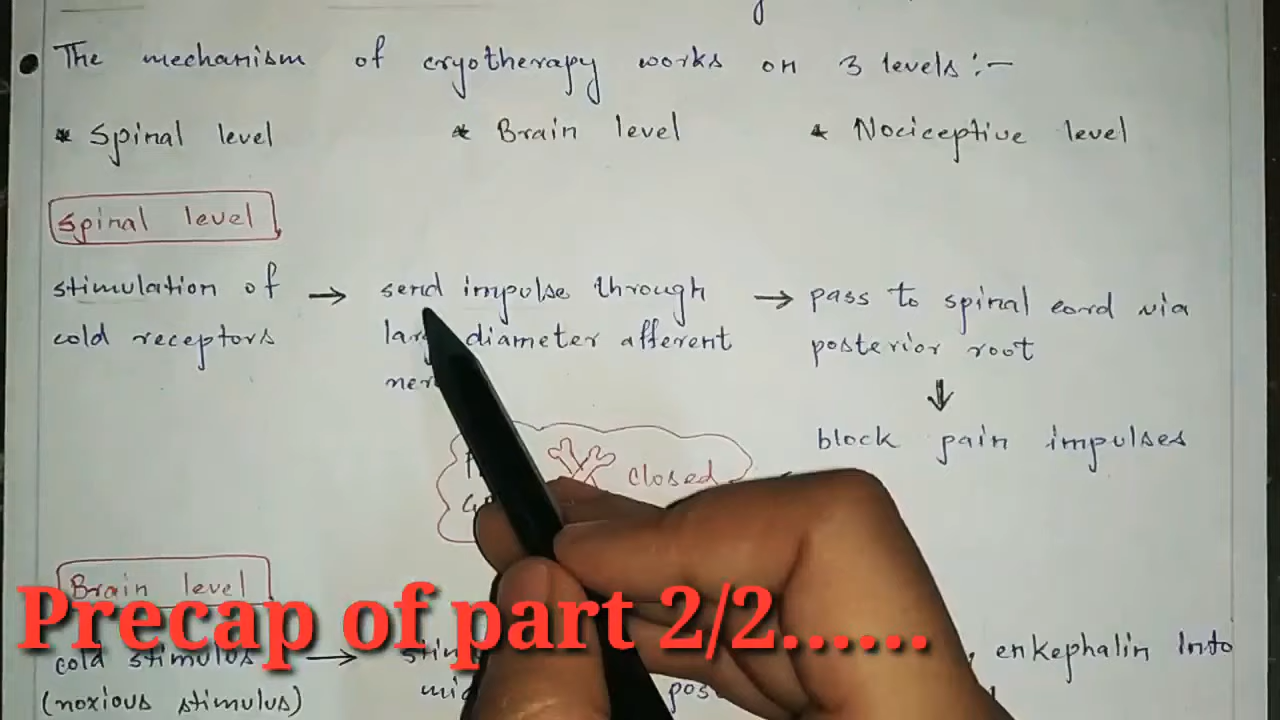 The mechanism of cryotherapy works on 3 levels :-
* Spinal level * Brain level * Nociceptive level
Spinal level
stimulation of → send impulse through → pass to spinal cord via
cold receptors diameter afferent posterior root
↓
block pain impulses
closed
Brain level
Precap of part 2/2......
cold stimulus → enkephalin into
(noxious stimulus)